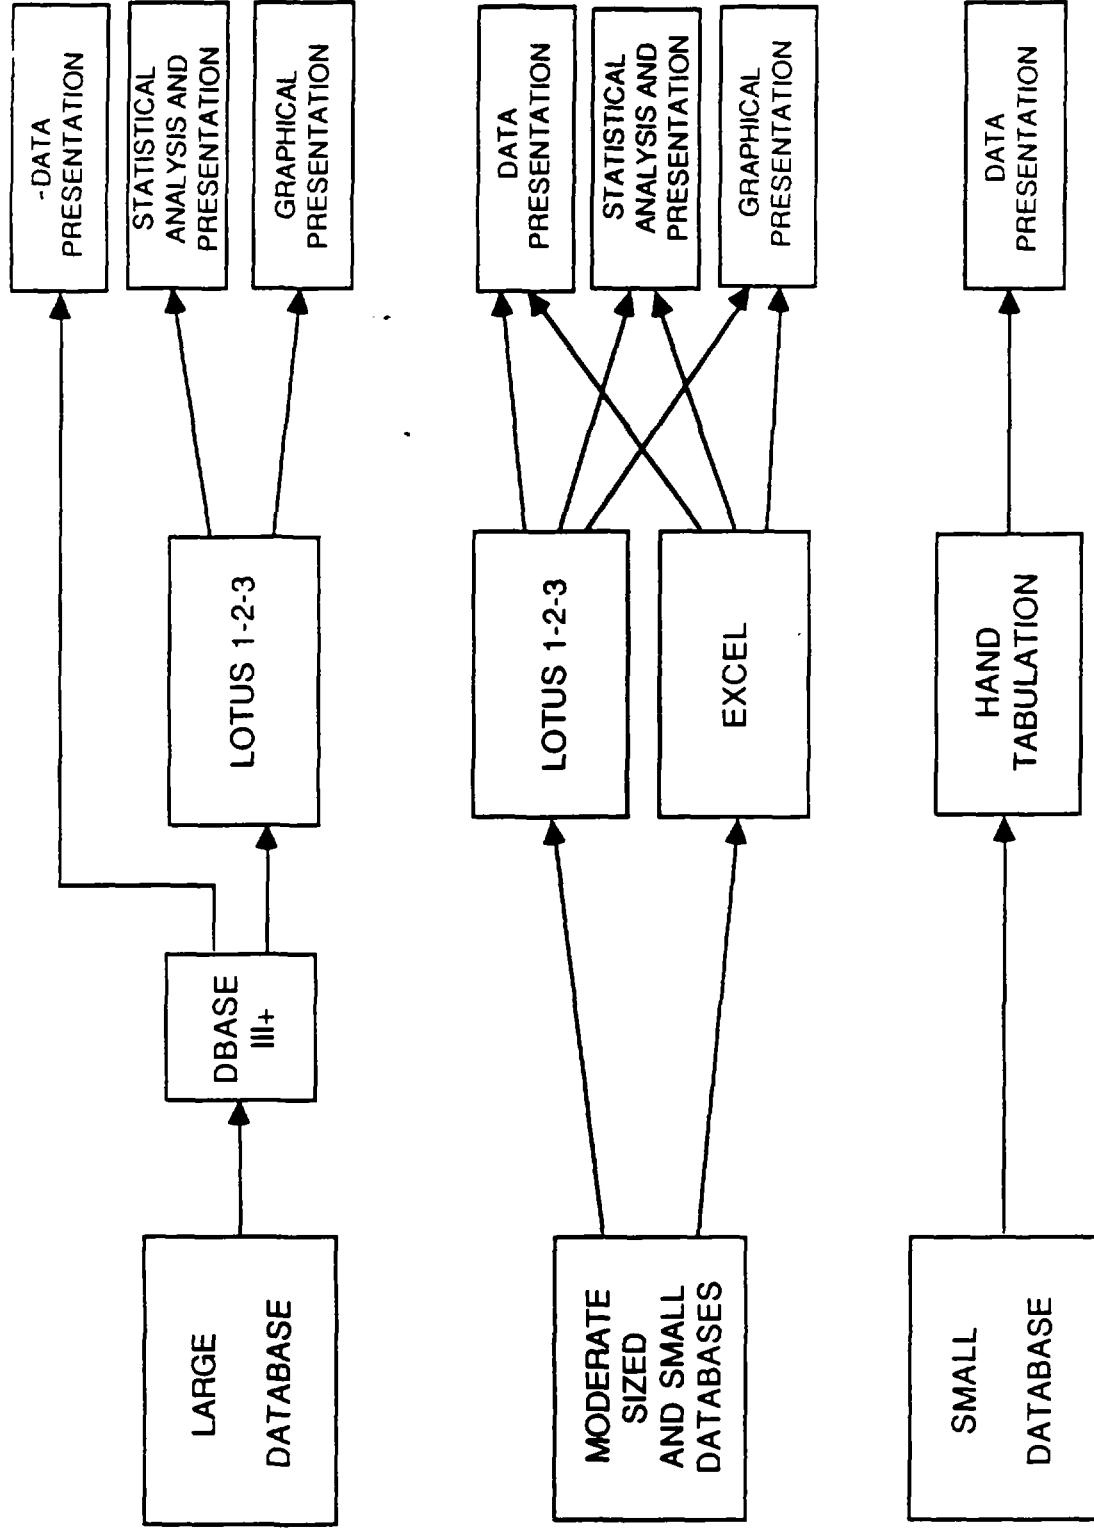 LARGE
DATABASE
DBASE
III+
LOTUS 1-2-3
-DATA
PRESENTATION
STATISTICAL
ANALYSIS AND
PRESENTATION
GRAPHICAL
PRESENTATION
MODERATE
SIZED
AND SMALL
DATABASES
LOTUS 1-2-3
EXCEL
DATA
PRESENTATION
STATISTICAL
ANALYSIS AND
PRESENTATION
GRAPHICAL
PRESENTATION
SMALL
DATABASE
HAND
TABULATION
DATA
PRESENTATION